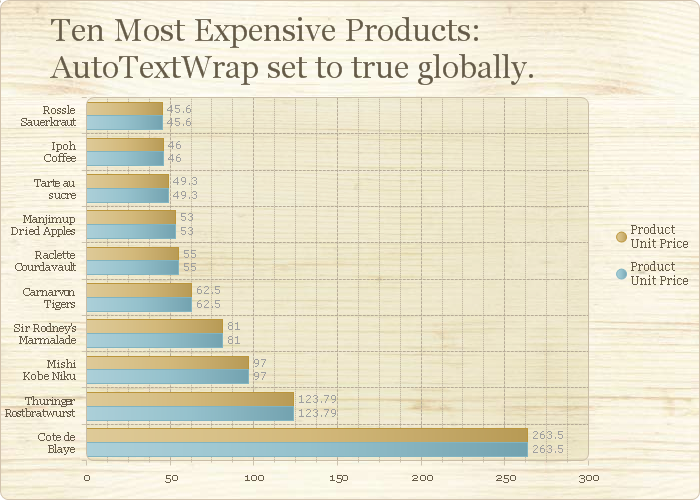 Ten Most Expensive Products:
AutoTextWrap set to true globally.
Rossle
Sauerkraut
45.6
45.6
Ipoh
Coffee
46
46
Tarte au
sucre
49.3
49.3
Manjimup
Dried Apples
53
53
Raclette
Courdavault
55
55
Carnarvon
Tigers
62.5
62.5
Sir Rodney's
Marmalade
81
81
Mishi
Kobe Niku
97
97
Thuringer
Rostbratwurst
123.79
123.79
Cote de
Blaye
263.5
263.5
0 50 100 150 200 250 300
Product
Unit Price
Product
Unit Price